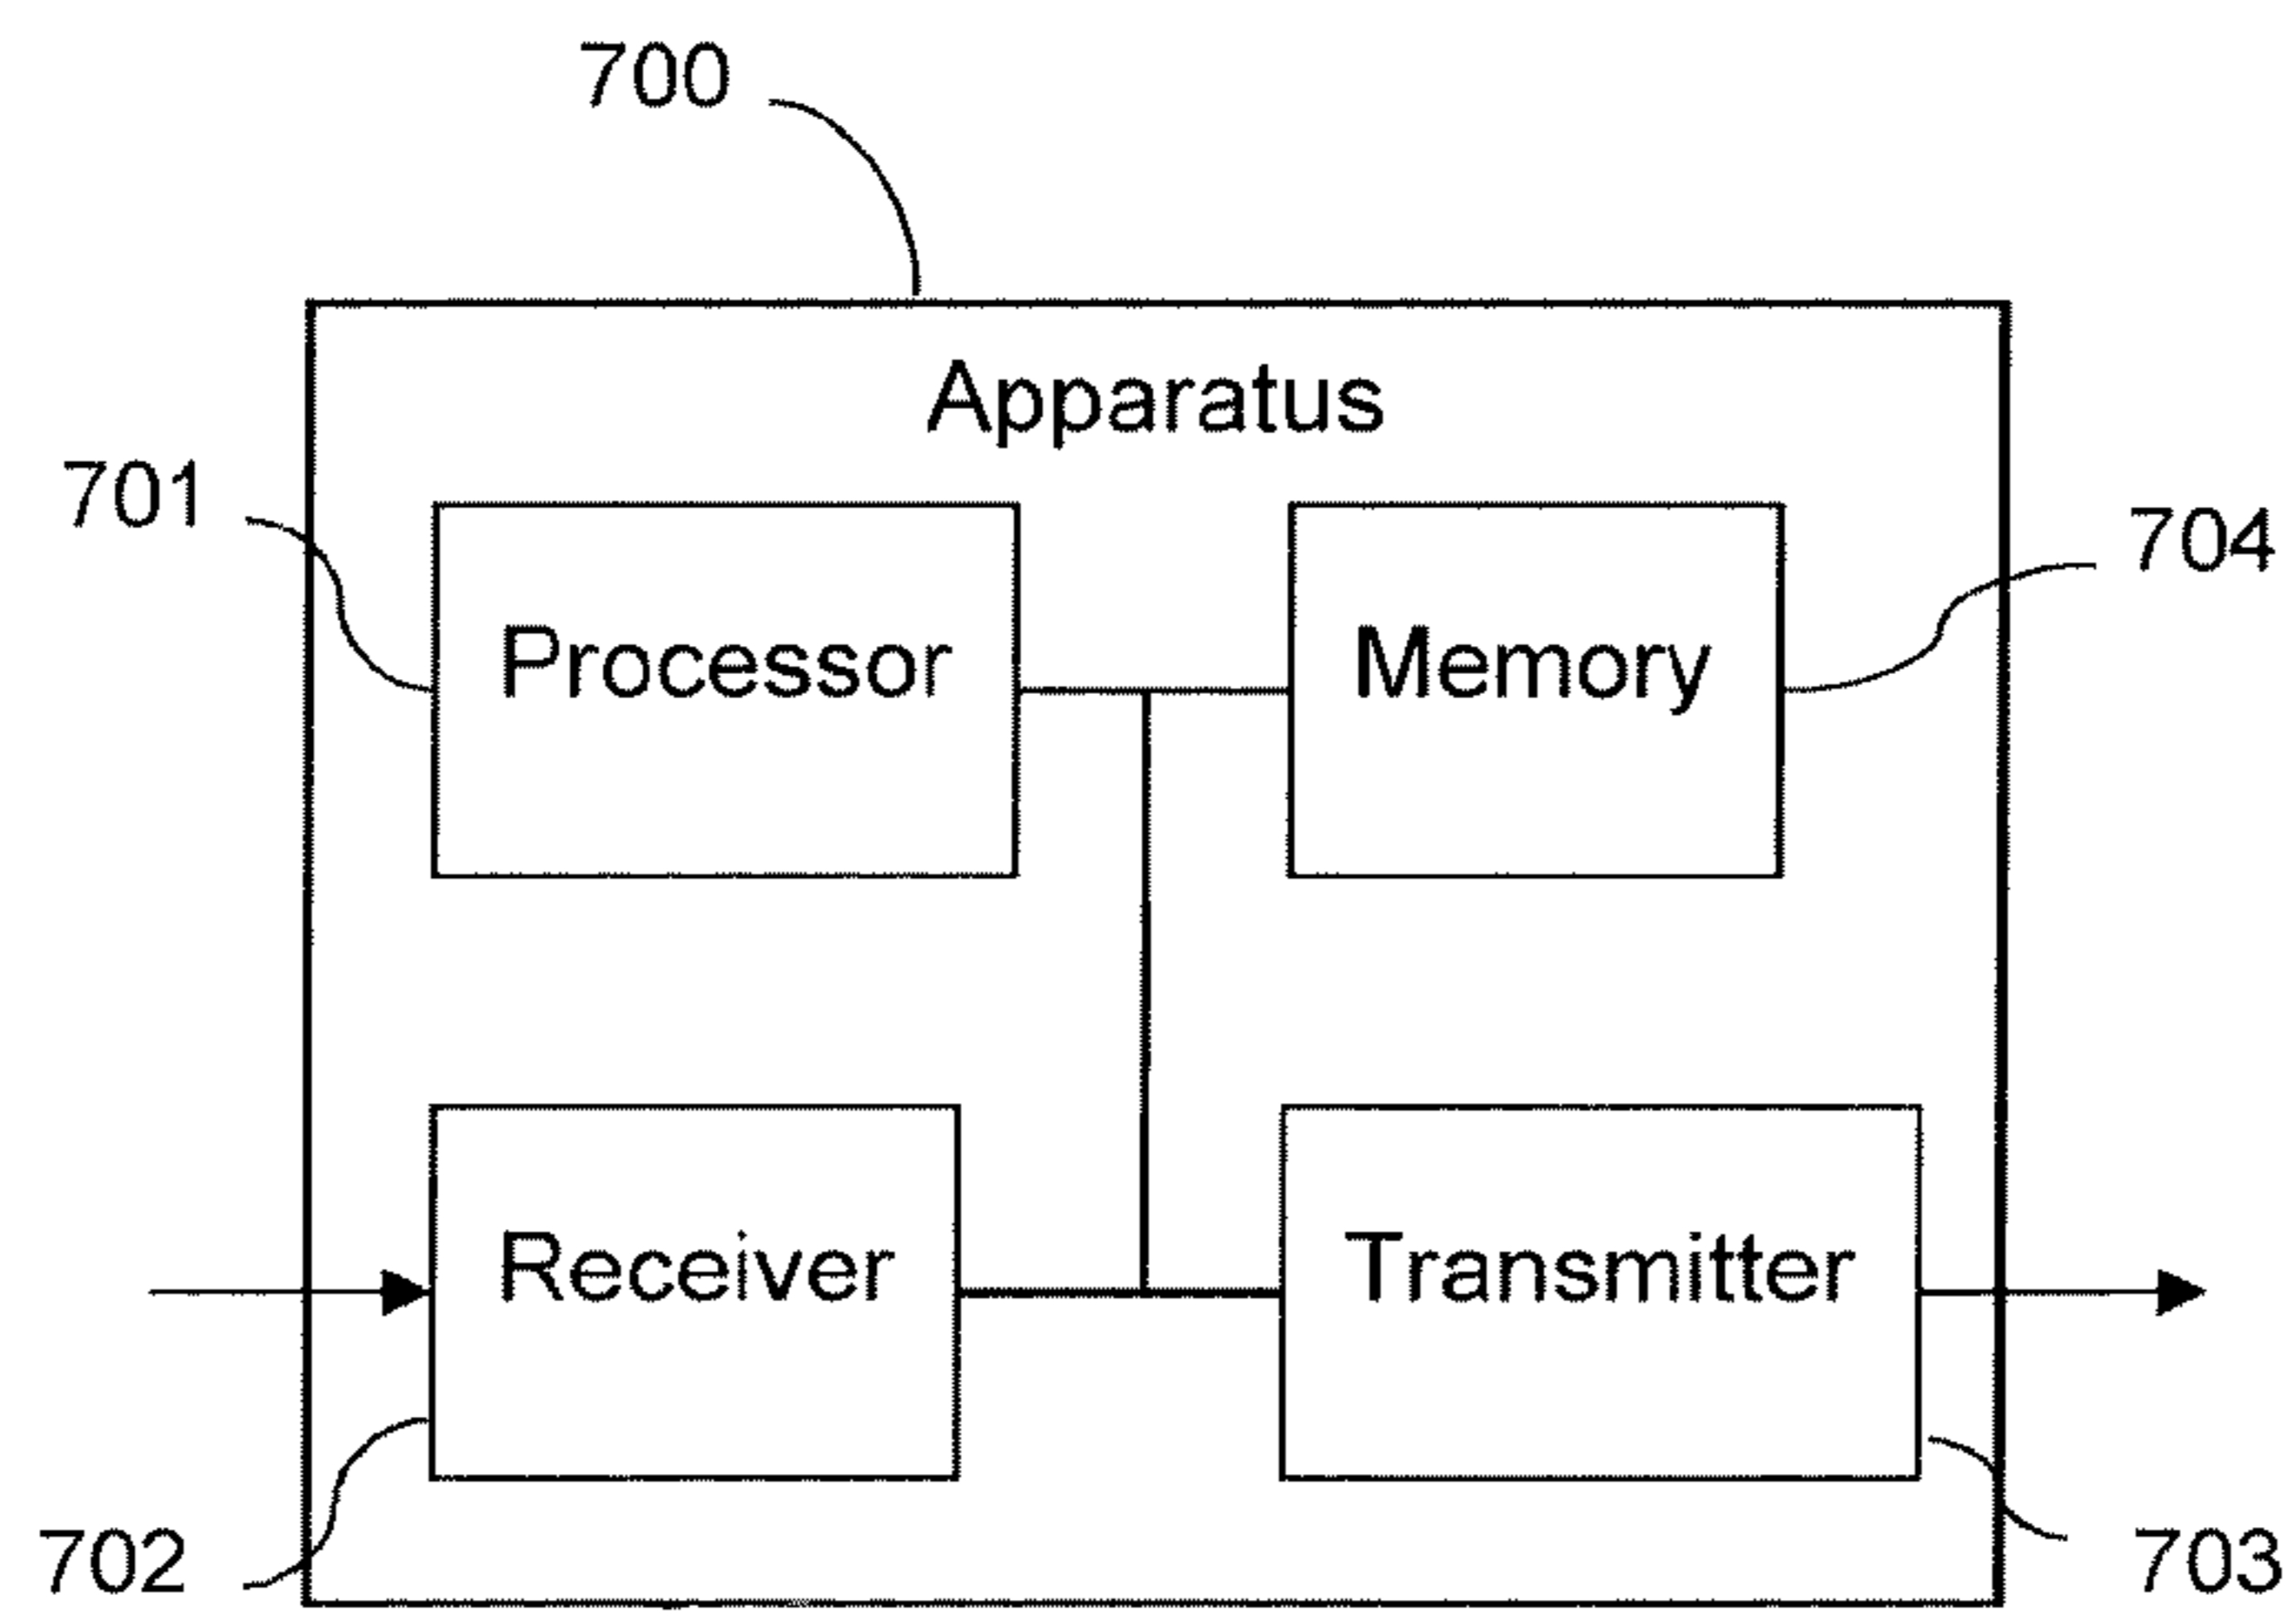 700
Apparatus
701
704
Processor
Memory
Receiver
Transmitter
702
703